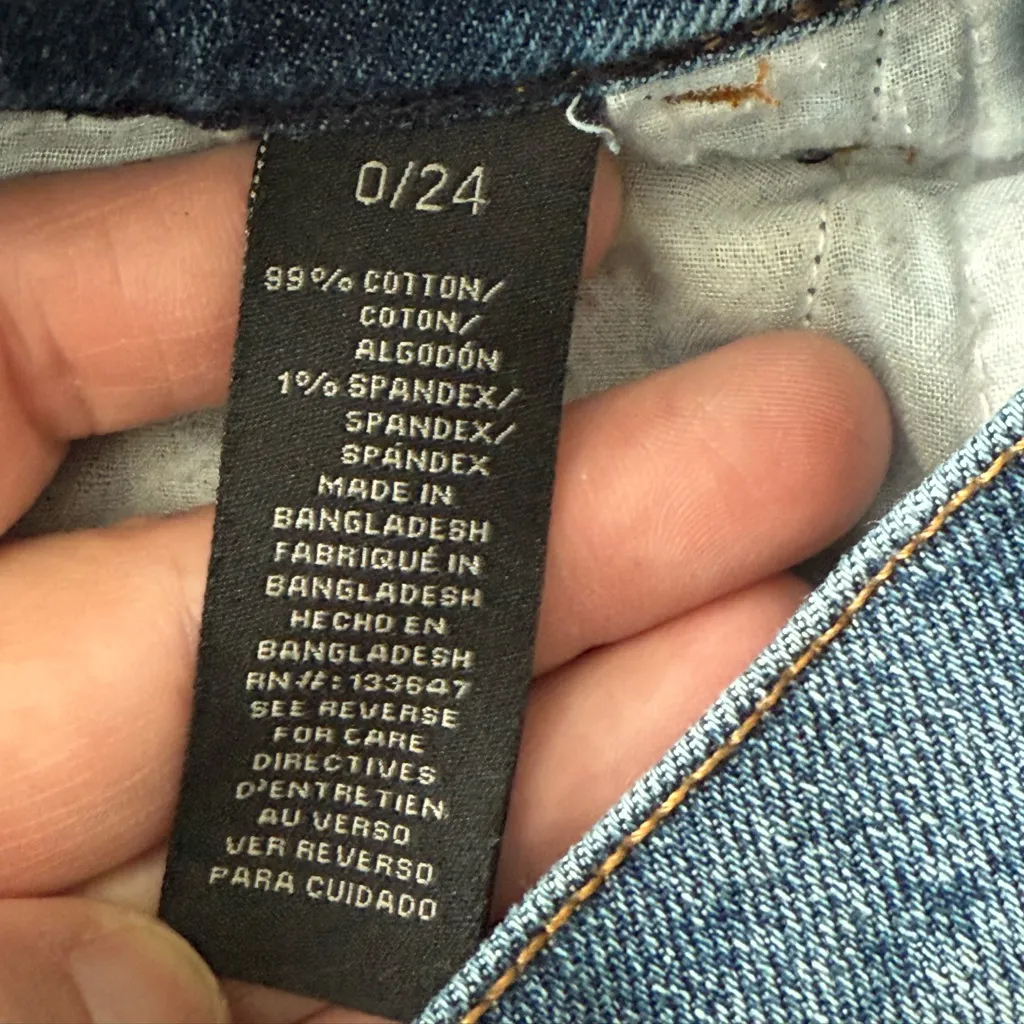 0/24
99% COTTON/
COTON/
ALGODÓN
1% SPANDEX/
SPANDEX/
SPÁNDEX
MADE IN
BANGLADESH
FABRIQUÉ IN
BANGLADESH
HECHO EN
BANGLADESH
RN#: 133647
SEE REVERSE
FOR CARE
DIRECTIVES
D'ENTRETIEN
AU VERSO
VER REVERSO
PARA CUIDADO